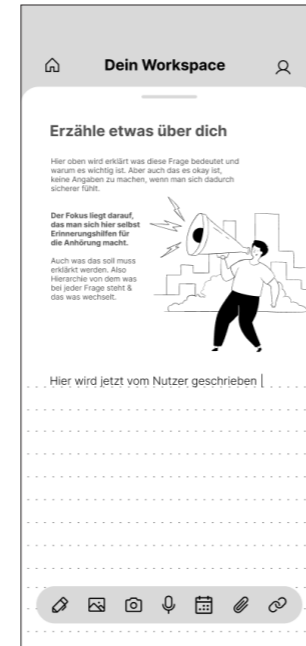 Dein Workspace
Erzähle etwas über dich
Hier oben wird erklärt was diese Frage bedeutet und
warum es wichtig ist. Aber auch das es okay ist,
keine Angaben zu machen, wenn man sich dadurch
sicherer fühlt.
Der Fokus liegt darauf,
das man sich hier selbst
Erinnerungshilfen für
die Anhörung macht.
Auch was das soll muss
erklärt werden. Also
Hierarchie von dem was
bei jeder Frage steht &
das was wechselt.
Hier wird jetzt vom Nutzer geschrieben